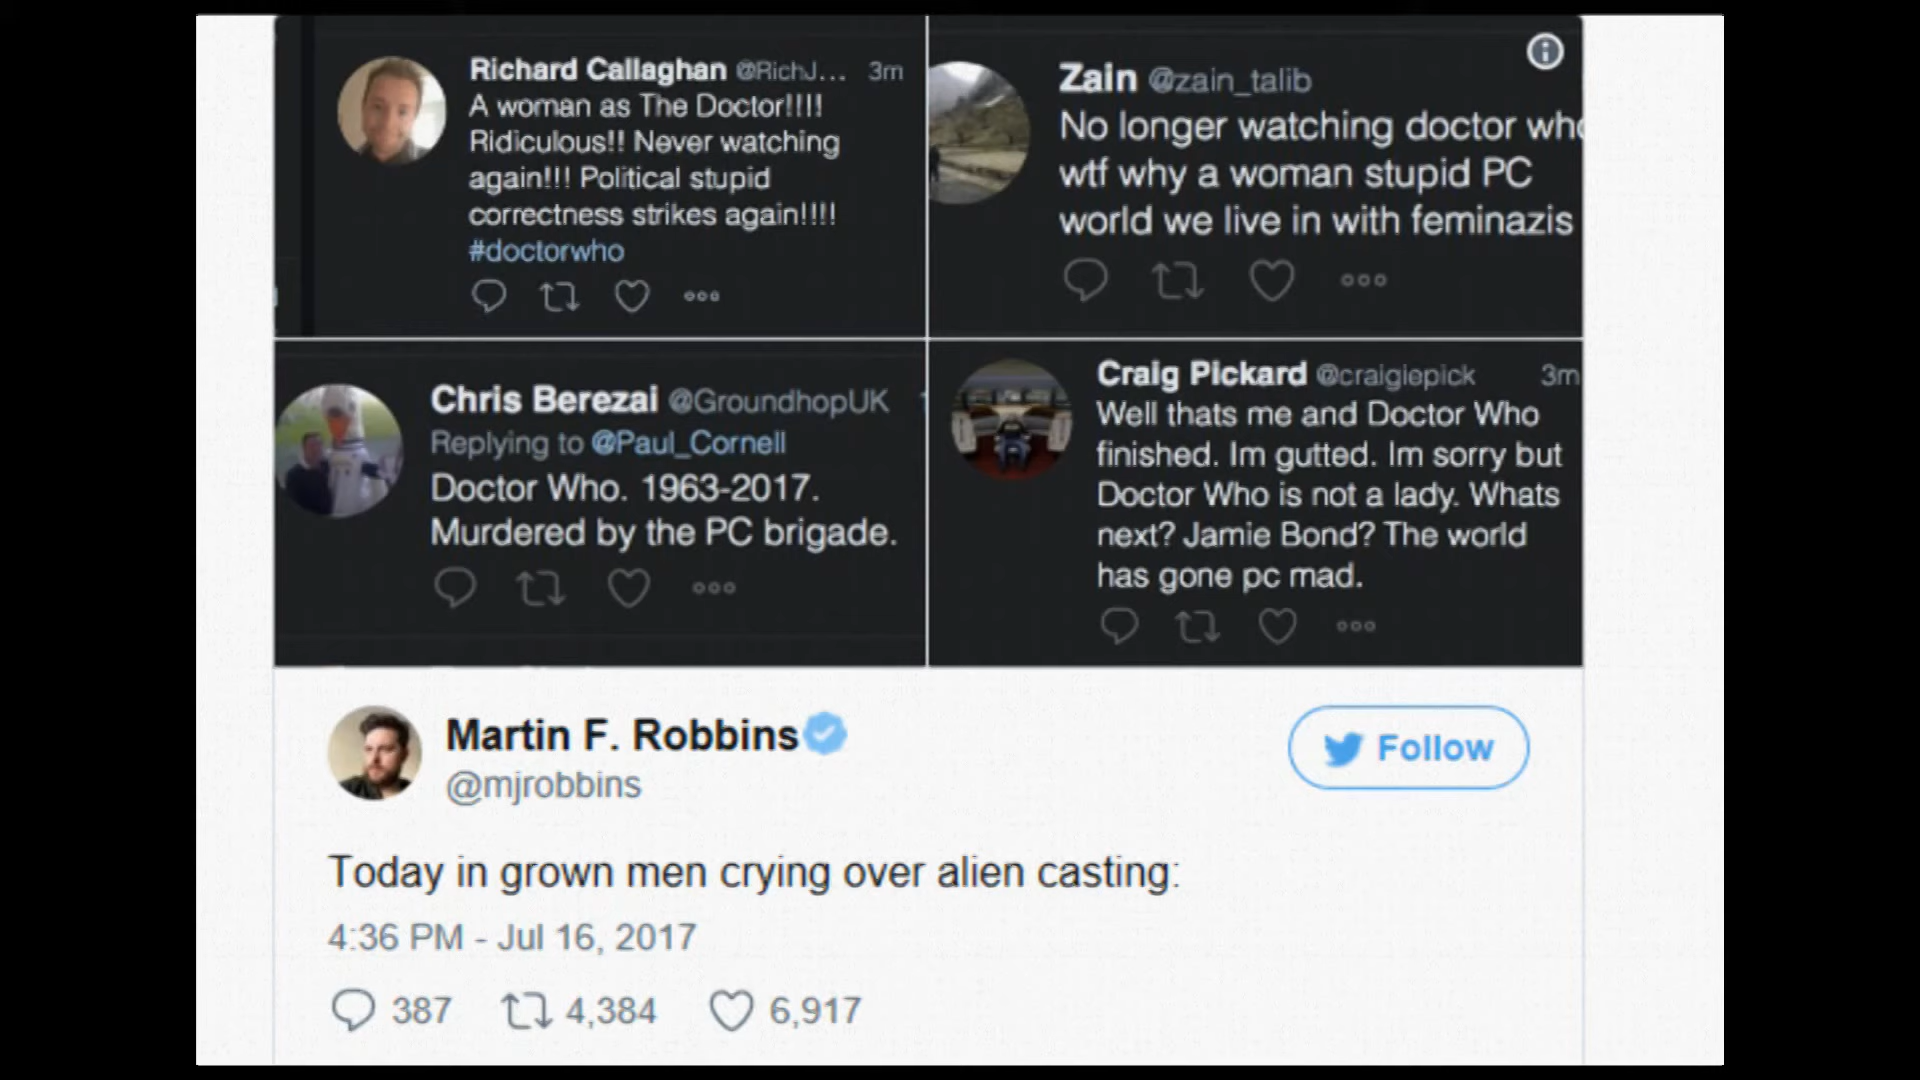 Richard Callaghan @RichJ... 3m
A woman as The Doctor!!!!
Ridiculous!! Never watching
again!!! Political stupid
correctness strikes again!!!!
#doctorwho
Zain @zain_talib
No longer watching doctor who
wtf why a woman stupid PC
world we live in with feminazis
Chris Berezai @GroundhopUK
Replying to @Paul_Cornell
Doctor Who. 1963-2017.
Murdered by the PC brigade.
Craig Pickard @craigiepick 3m
Well thats me and Doctor Who
finished. Im gutted. Im sorry but
Doctor Who is not a lady. Whats
next? Jamie Bond? The world
has gone pc mad.
Martin F. Robbins
@mjrobbins
Follow
Today in grown men crying over alien casting:
4:36 PM - Jul 16, 2017
387 4,384 6,917